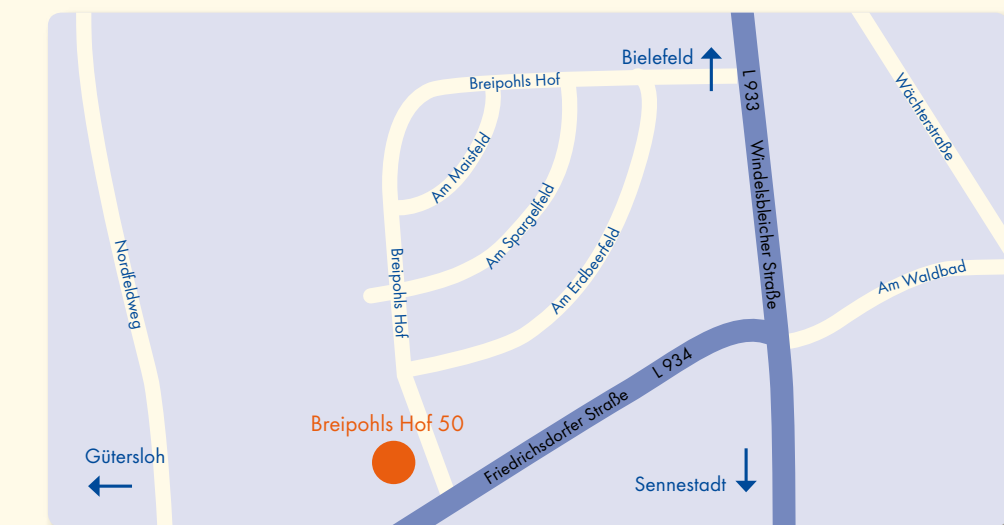 Bielefeld
Breipohls Hof
L 933
Wächterstraße
Am Maisfeld
Windelsbleicher Straße
Am Spargelfeld
Nordfeldweg
Breipohls Hof
Am Erdbeerfeld
Am Waldbad
L 934
Friedrichsdorfer Straße
Breipohls Hof 50
Gütersloh
Sennestadt